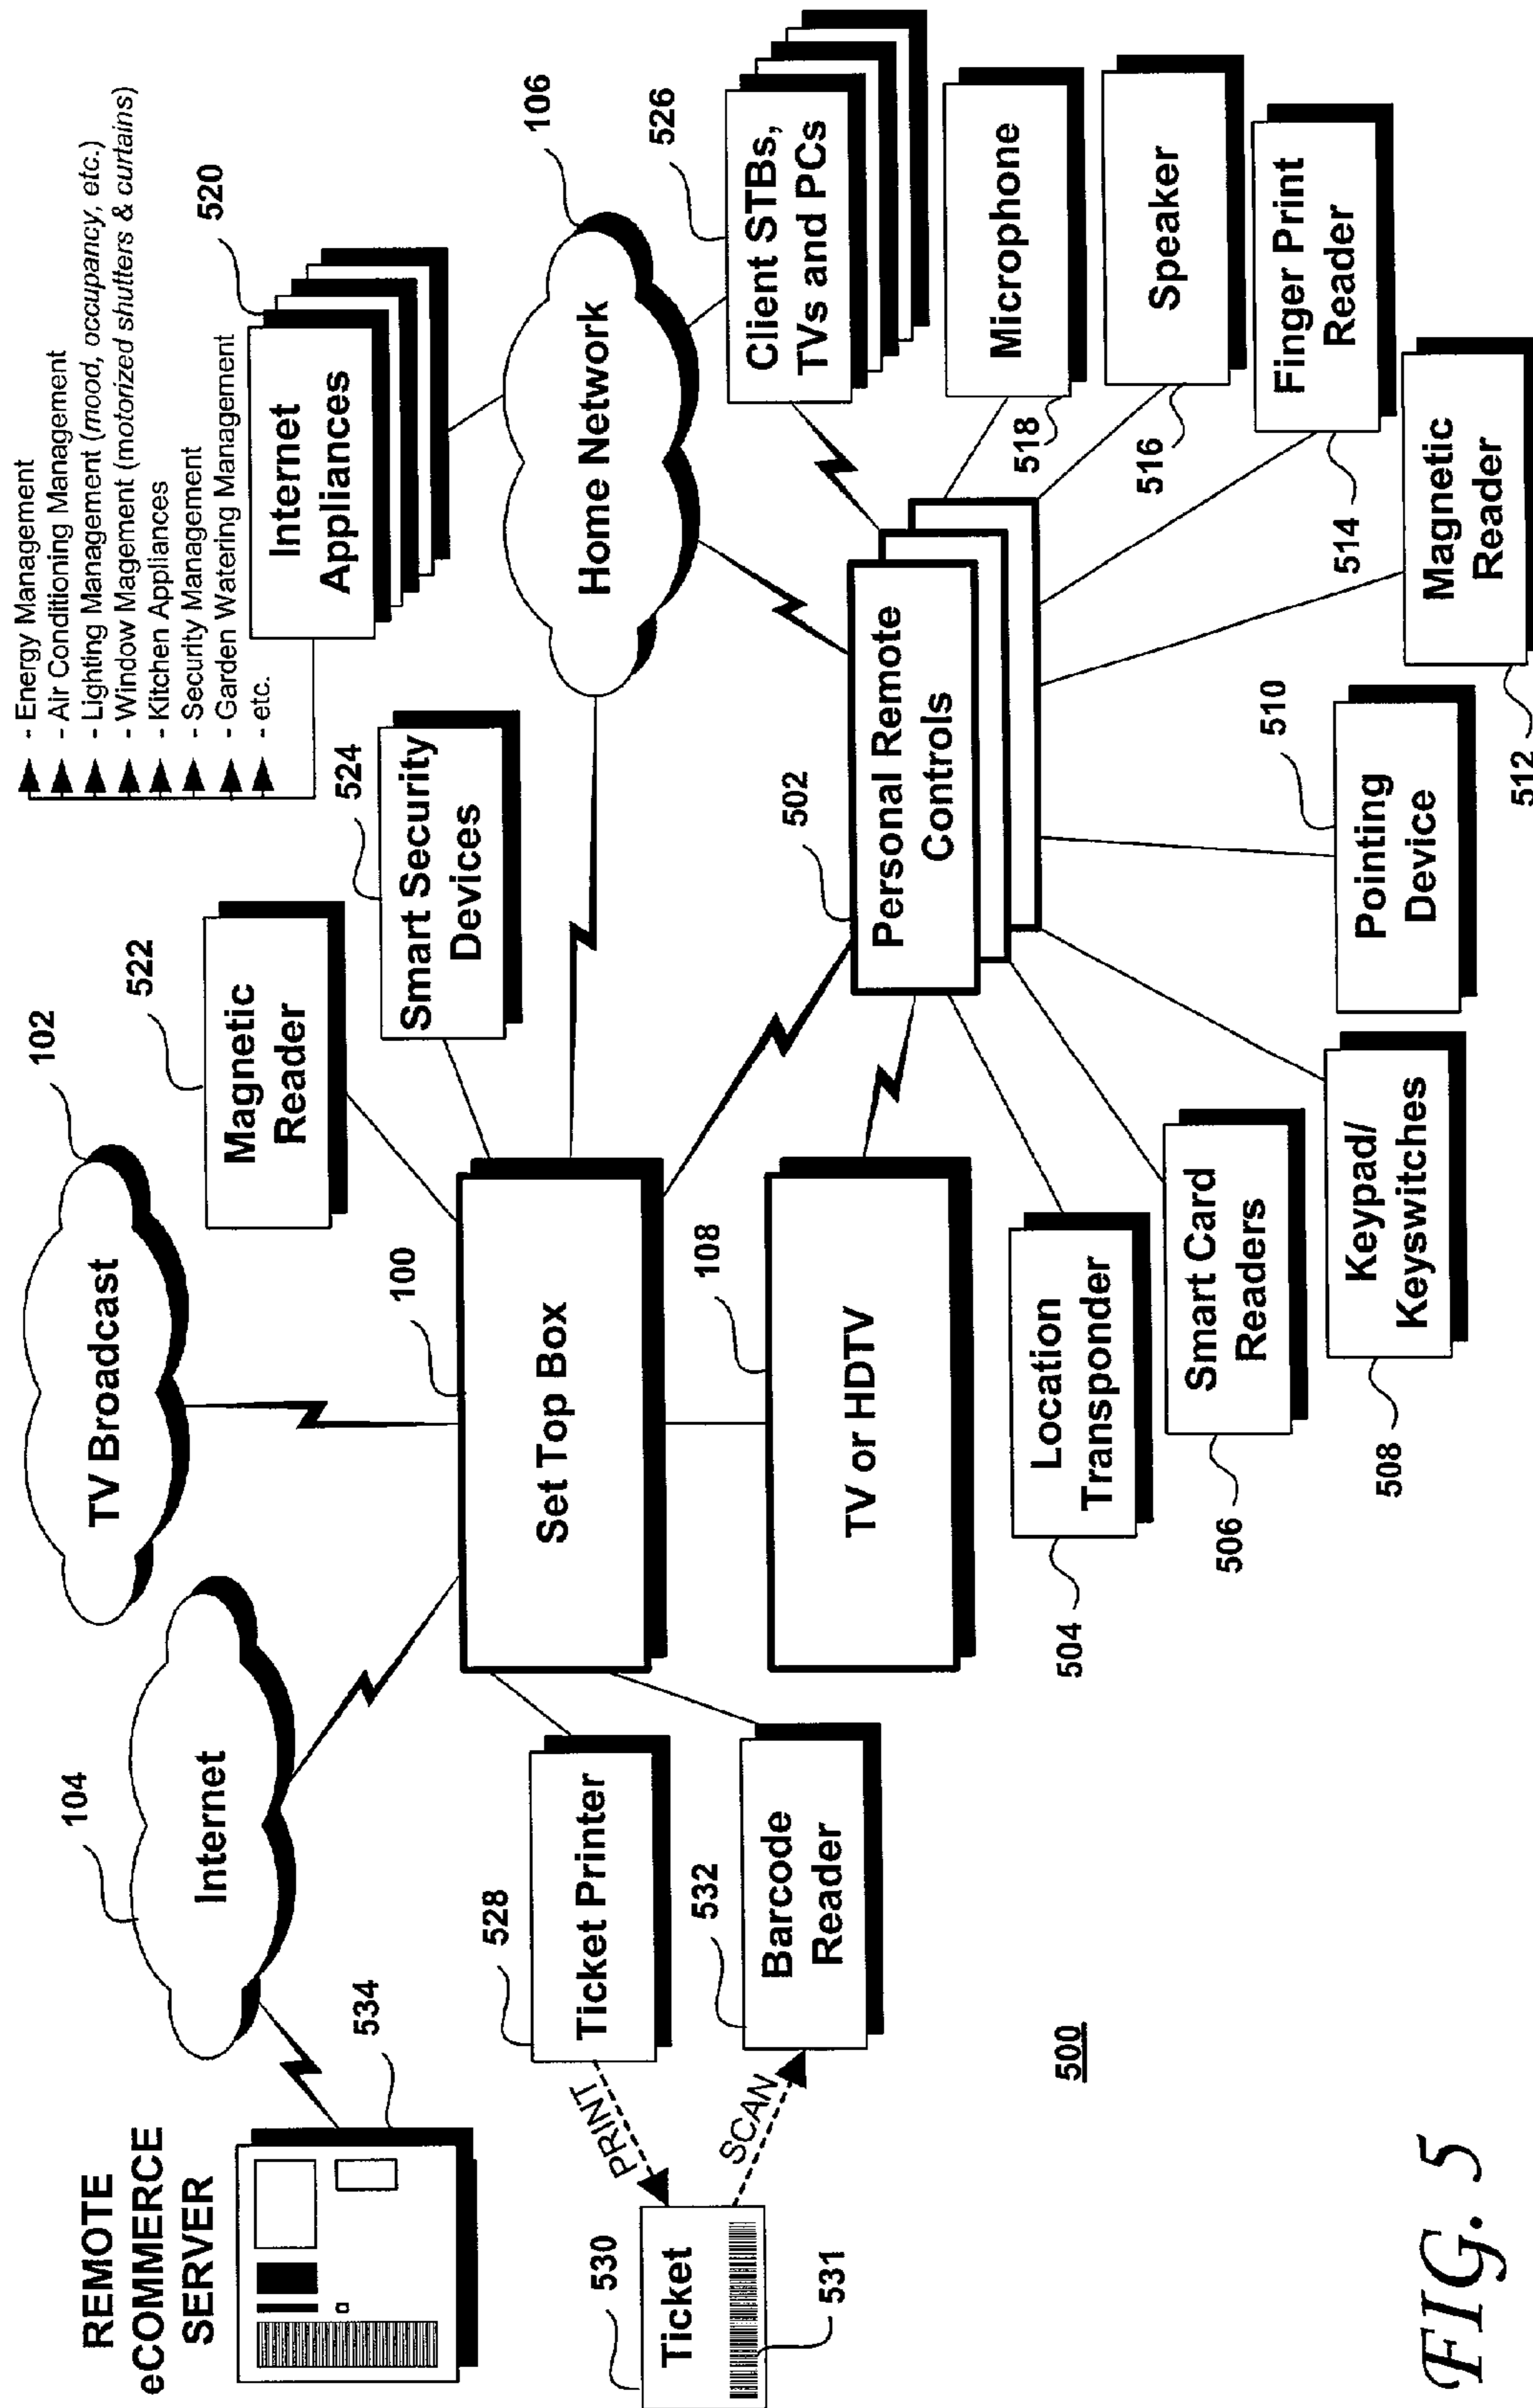 REMOTE
eCOMMERCE
SERVER
534
104
Internet
TV Broadcast
102
- Energy Management
- Air Conditioning Management
- Lighting Management (mood, occupancy, etc.)
- Window Magement (motorized shutters & curtains)
- Kitchen Appliances
- Security Management
- Garden Watering Management
- etc.
520
Internet
Appliances
522
Magnetic
Reader
524
Smart Security
Devices
Home Network
106
526
Client STBs,
TVs and PCs
528
Ticket Printer
PRINT
530
Ticket
531
SCAN
532
Barcode
Reader
100
Set Top Box
108
TV or HDTV
502
Personal Remote
Controls
Microphone
518
Speaker
516
Finger Print
Reader
514
Magnetic
Reader
512
510
Pointing
Device
Keypad/
Keyswitches
508
Smart Card
Readers
506
Location
Transponder
504
500
FIG. 5